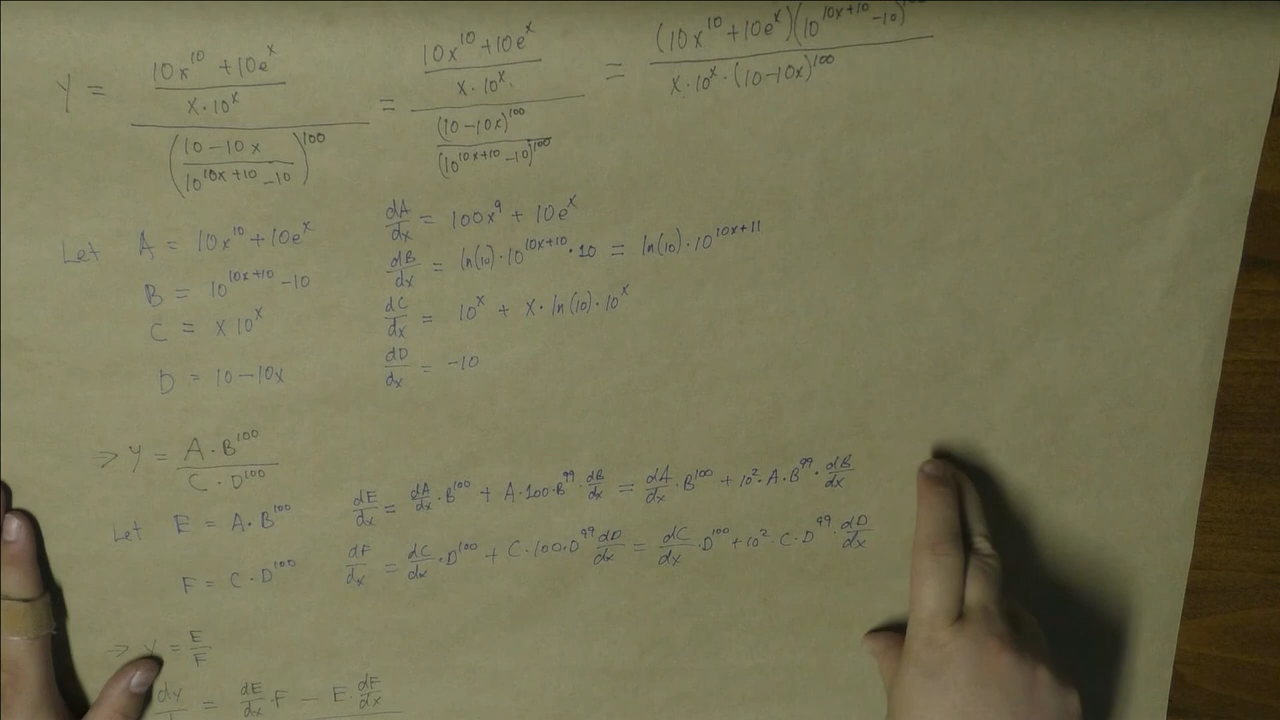 Y = ((10x^10 + 10e^x)/(x·10^x))/((10-10x)/(10^(10x+10) -10))^100 = ((10x^10 + 10e^x)/(x·10^x))/((10-10x)^100/(10^(10x+10) -10)^100) = (10x^10 + 10e^x)(10^(10x+10) -10)^100/(x·10^x·(10-10x)^100)
Let A = 10x^10 + 10e^x dA/dx = 100x^9 + 10e^x
B = 10^(10x+10) -10 dB/dx = ln(10)·10^(10x+10)·10 = ln(10)·10^(10x+11)
C = x10^x dC/dx = 10^x + x·ln(10)·10^x
D = 10-10x dD/dx = -10
⇒ Y = A·B^100/(C·D^100)
Let E = A·B^100 dE/dx = dA/dx·B^100 + A·100·B^99·dB/dx = dA/dx·B^100 + 10^2·A·B^99·dB/dx
F = C·D^100 dF/dx = dC/dx·D^100 + C·100·D^99 dD/dx = dC/dx·D^100 + 10^2·C·D^99·dD/dx
⇒ Y = E/F
dy = dE/dx·F - E·dF/dx